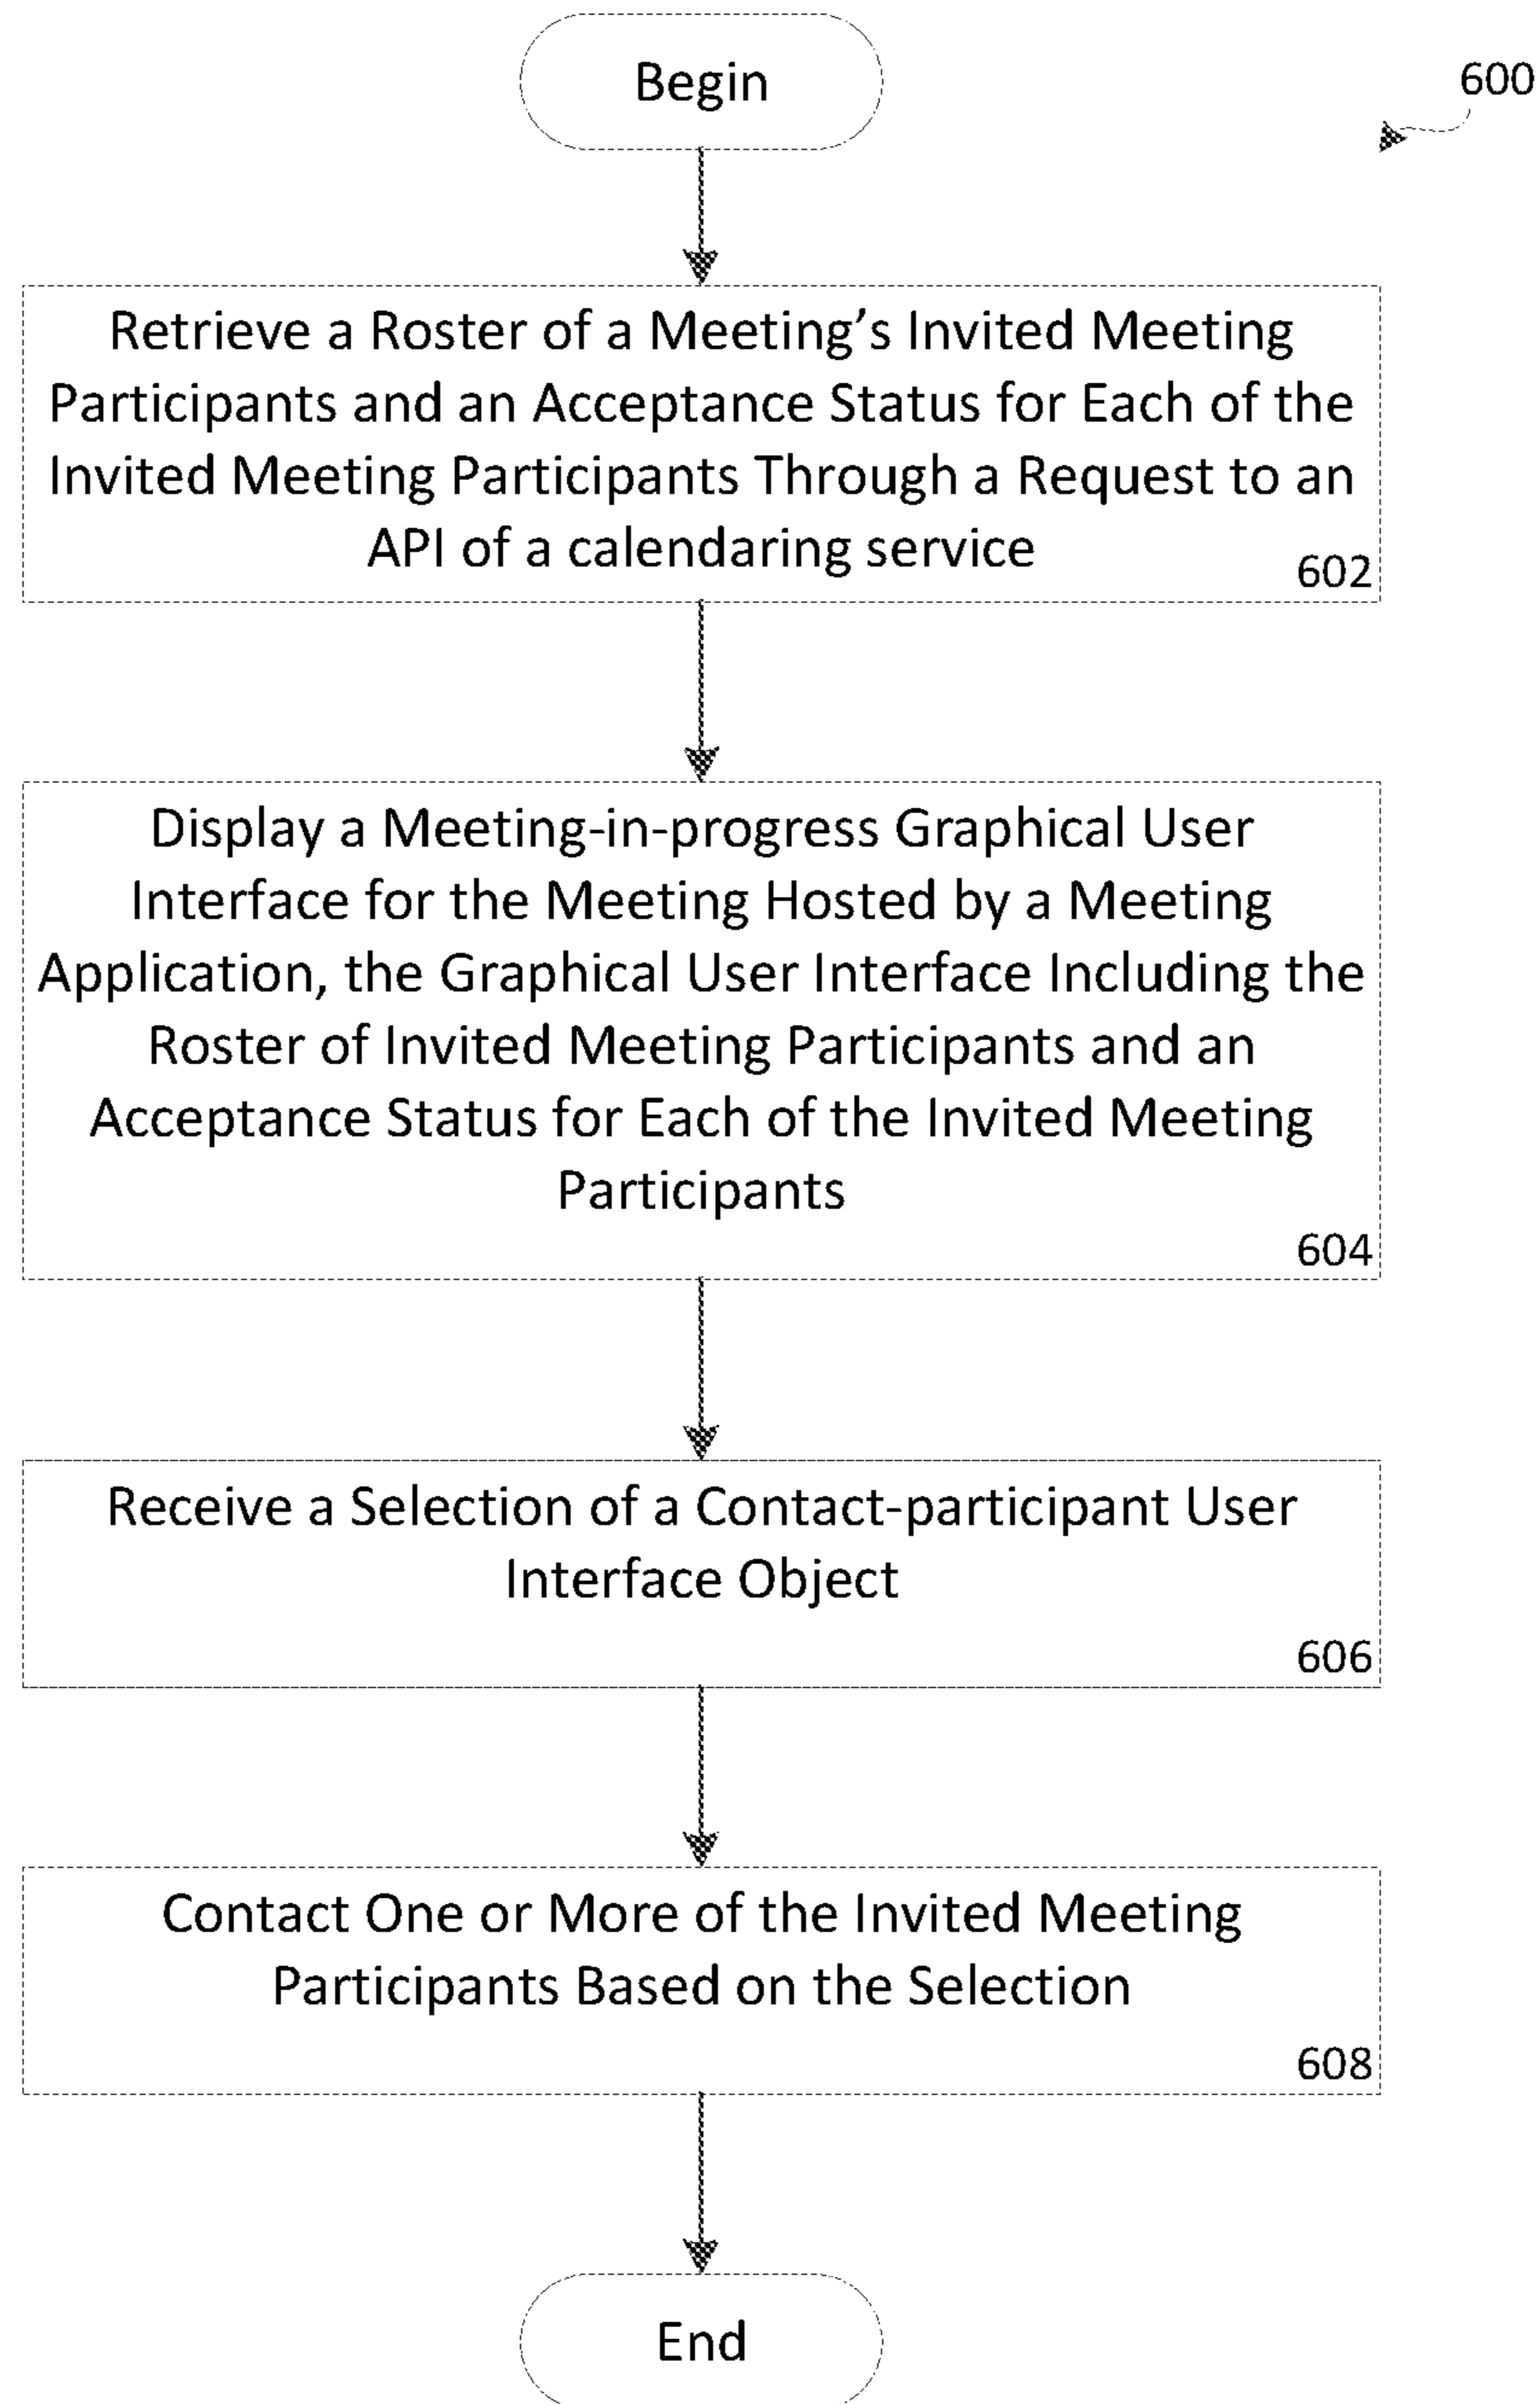 Begin
600
Retrieve a Roster of a Meeting’s Invited Meeting
Participants and an Acceptance Status for Each of the
Invited Meeting Participants Through a Request to an
API of a calendaring service
602
Display a Meeting-in-progress Graphical User
Interface for the Meeting Hosted by a Meeting
Application, the Graphical User Interface Including the
Roster of Invited Meeting Participants and an
Acceptance Status for Each of the Invited Meeting
Participants
604
Receive a Selection of a Contact-participant User
Interface Object
606
Contact One or More of the Invited Meeting
Participants Based on the Selection
608
End